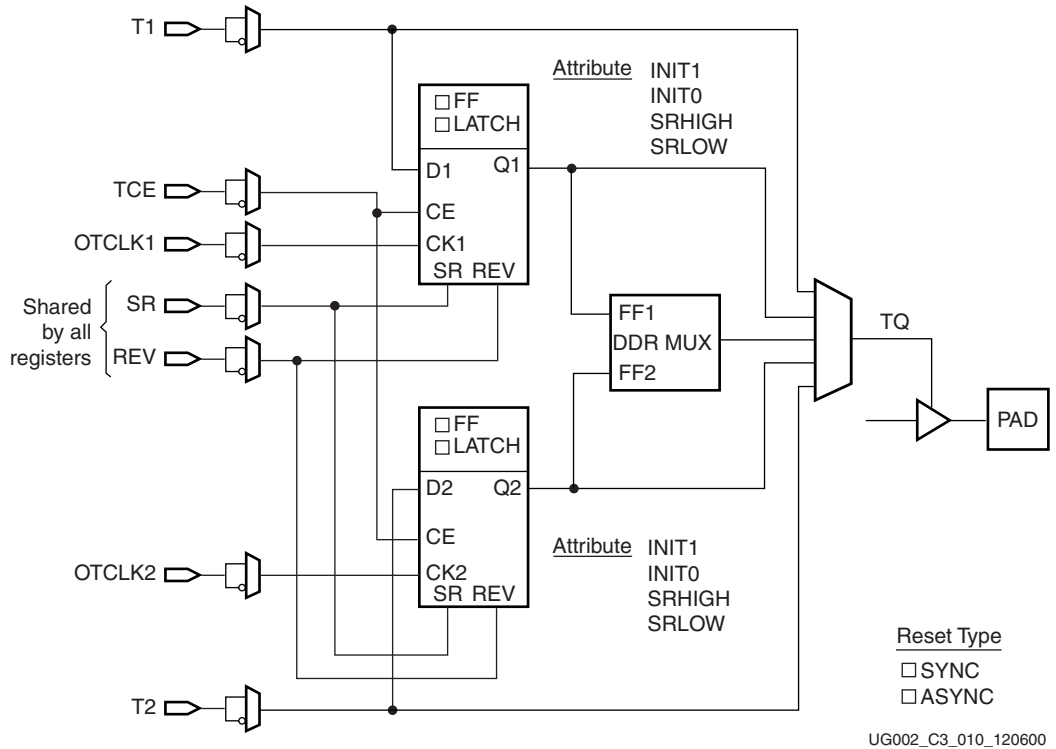 T1
Attribute INIT1
INIT0
SRHIGH
SRLOW
FF
LATCH
D1 Q1
TCE
CE
OTCLK1
CK1
SR REV
Shared
by all
registers
SR
REV
FF1
DDR MUX
FF2
TQ
PAD
FF
LATCH
D2 Q2
CE
OTCLK2
CK2
SR REV
Attribute INIT1
INIT0
SRHIGH
SRLOW
Reset Type
SYNC
ASYNC
T2
UG002_C3_010_120600